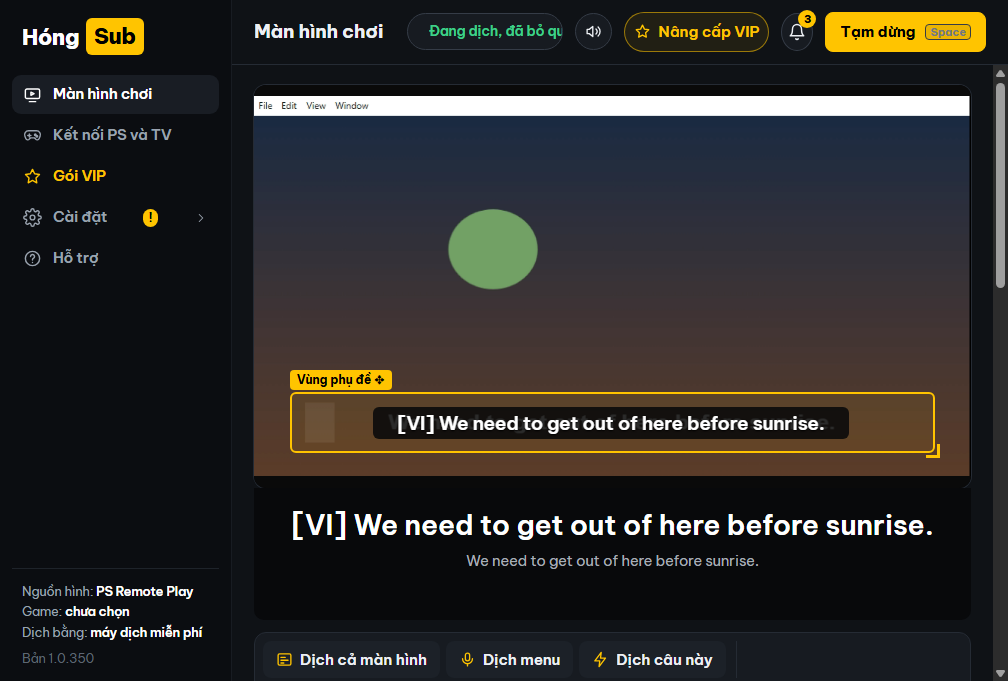 Hóng Sub
Màn hình chơi
Kết nối PS và TV
Gói VIP
Cài đặt !
Hỗ trợ
Nguồn hình: PS Remote Play
Game: chưa chọn
Dịch bằng: máy dịch miễn phí
Bản 1.0.350
Màn hình chơi
Đang dịch, đã bỏ qu
Nâng cấp VIP
3
Tạm dừng Space
File Edit View Window
Vùng phụ đề
[VI] We need to get out of here before sunrise.
[VI] We need to get out of here before sunrise.
We need to get out of here before sunrise.
Dịch cả màn hình
Dịch menu
Dịch câu này